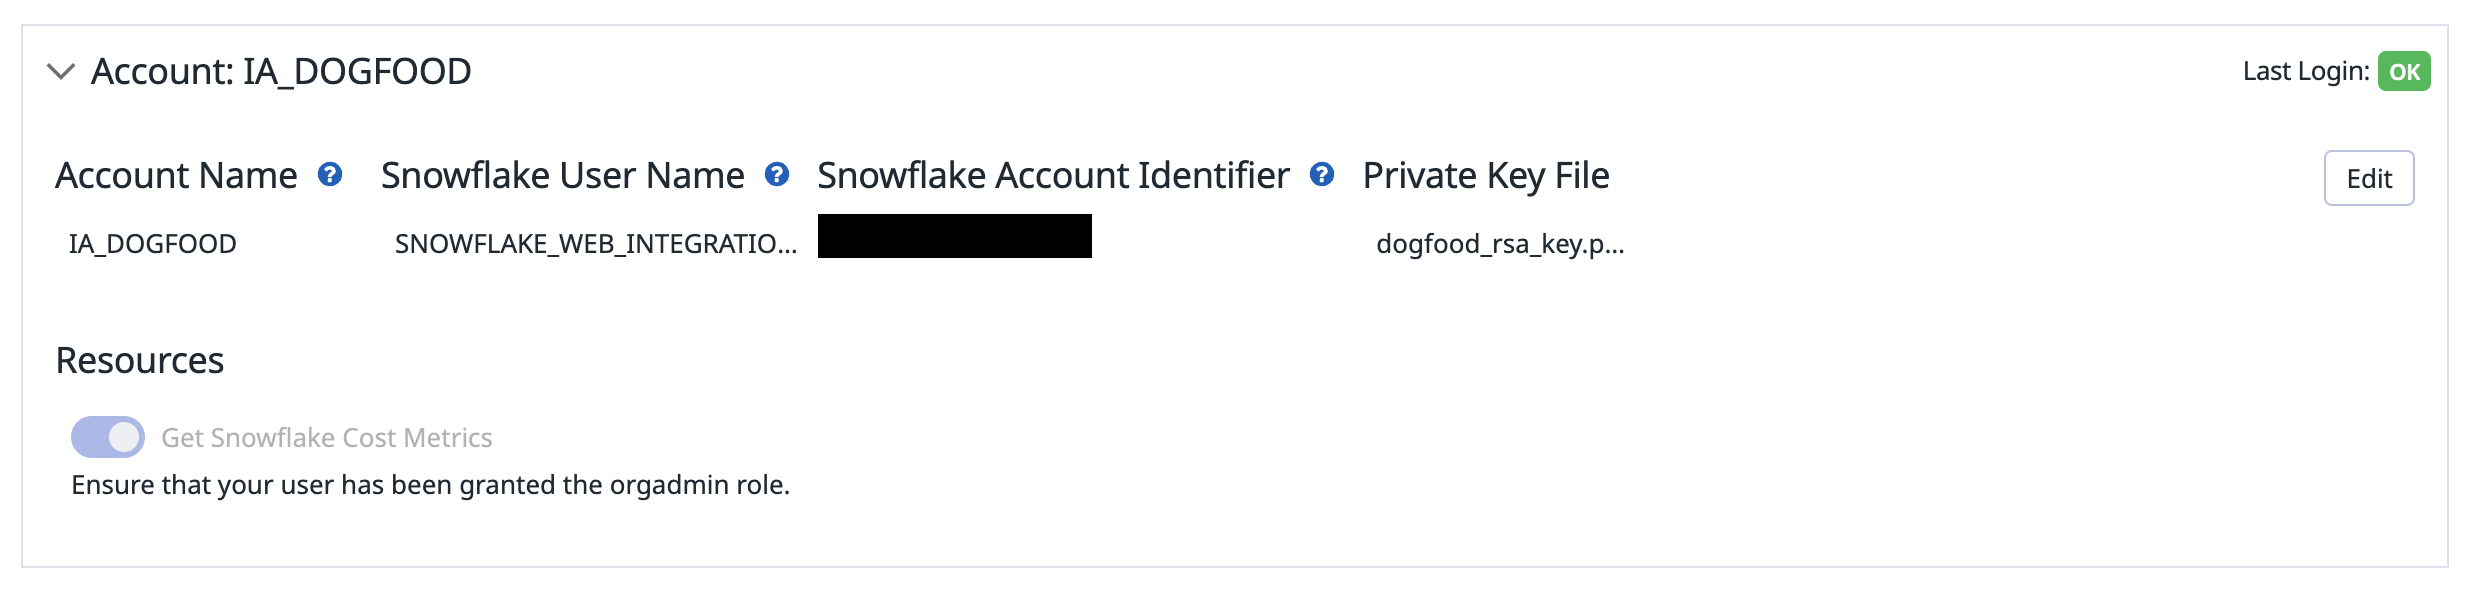 Account: IA_DOGFOOD
Last Login: OK
Account Name ? Snowflake User Name ? Snowflake Account Identifier ? Private Key File
Edit
IA_DOGFOOD SNOWFLAKE_WEB_INTEGRATIO... dogfood_rsa_key.p...
Resources
Get Snowflake Cost Metrics
Ensure that your user has been granted the orgadmin role.